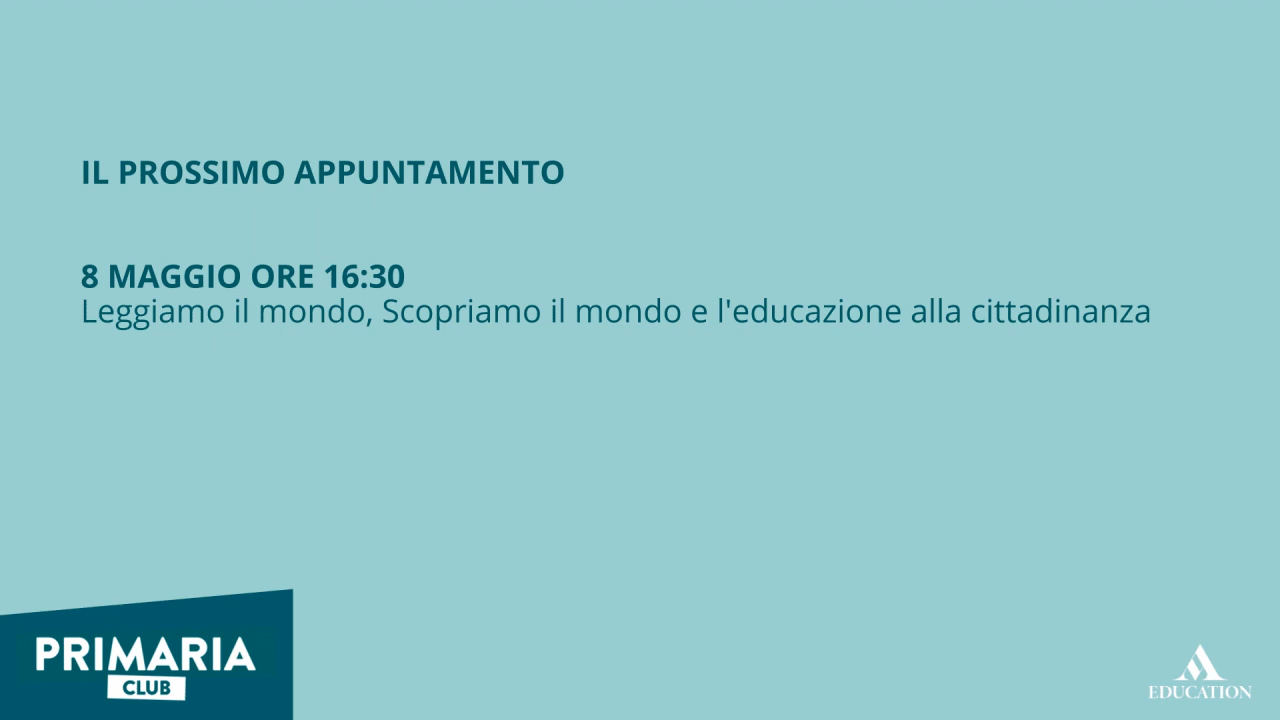 IL PROSSIMO APPUNTAMENTO
8 MAGGIO ORE 16:30
Leggiamo il mondo, Scopriamo il mondo e l'educazione alla cittadinanza
PRIMARIA
CLUB
EDUCATION